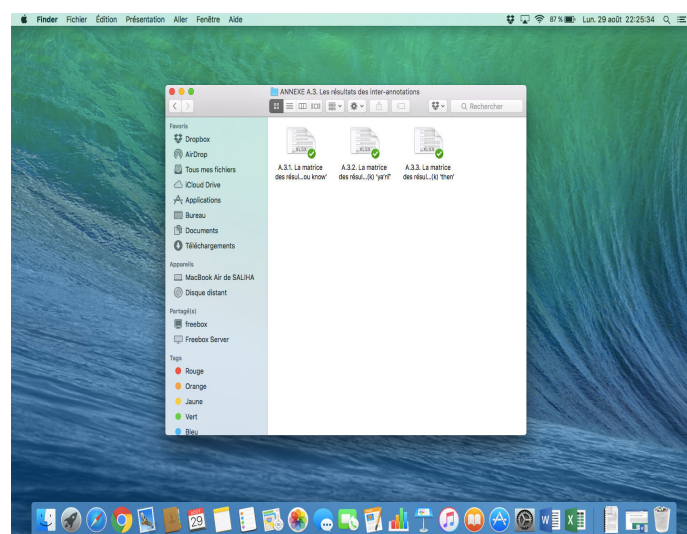 Finder Fichier Édition Présentation Aller Fenêtre Aide 87 % Lun. 29 août 22:25:34
ANNEXE A.3. Les résultats des inter-annotations
Rechercher
Favoris
Dropbox
AirDrop
Tous mes fichiers
iCloud Drive
Applications
Bureau
Documents
Téléchargements
Appareils
MacBook Air de SALIHA
Disque distant
Partagé(s)
freebox
Freebox Server
Tags
Rouge
Orange
Jaune
Vert
Bleu
XLSX XLSX XLSX
A.3.1. La matrice
des résul...ou know'
A.3.2. La matrice
des résul...(k) 'ya'nī'
A.3.3. La matrice
des résul...(k) 'then'
29